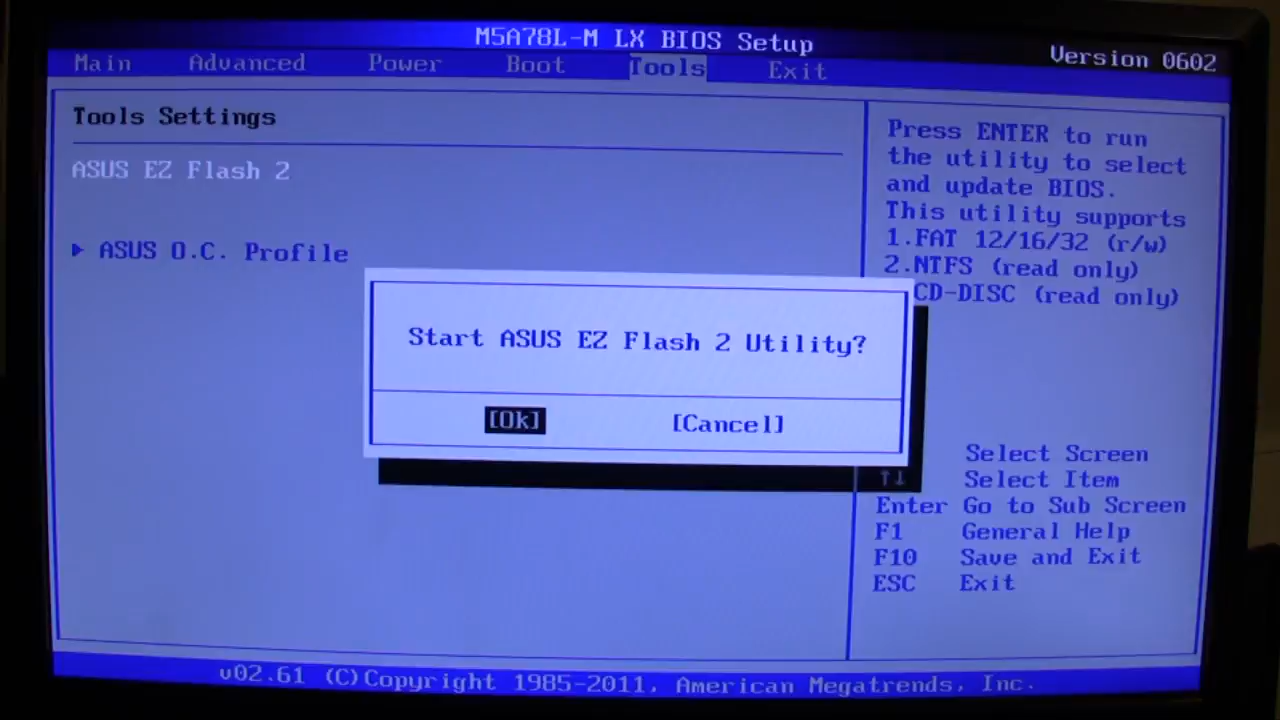 M5A78L-M LX BIOS Setup
Version 0602
Main Advanced Power Boot Tools Exit
Tools Settings
ASUS EZ Flash 2
ASUS O.C. Profile
Press ENTER to run
the utility to select
and update BIOS.
This utility supports
1.FAT 12/16/32 (r/w)
2.NTFS (read only)
CD-DISC (read only)
Start ASUS EZ Flash 2 Utility?
[Ok] [Cancel]
Select Screen
↑↓ Select Item
Enter Go to Sub Screen
F1 General Help
F10 Save and Exit
ESC Exit
v02.61 (C)Copyright 1985-2011, American Megatrends, Inc.